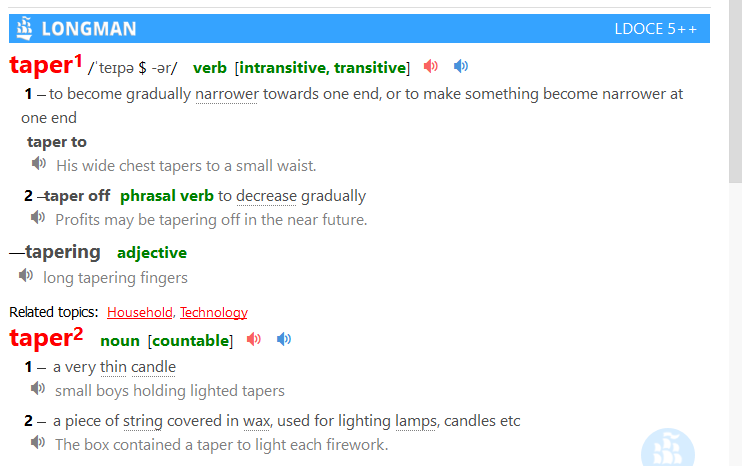 LONGMAN LDOCE 5++
taper1 /ˈteɪpə $ -ər/ verb [intransitive, transitive]
1 – to become gradually narrower towards one end, or to make something become narrower at
one end
taper to
His wide chest tapers to a small waist.
2 –taper off phrasal verb to decrease gradually
Profits may be tapering off in the near future.
—tapering adjective
long tapering fingers
Related topics: Household, Technology
taper2 noun [countable]
1 – a very thin candle
small boys holding lighted tapers
2 – a piece of string covered in wax, used for lighting lamps, candles etc
The box contained a taper to light each firework.